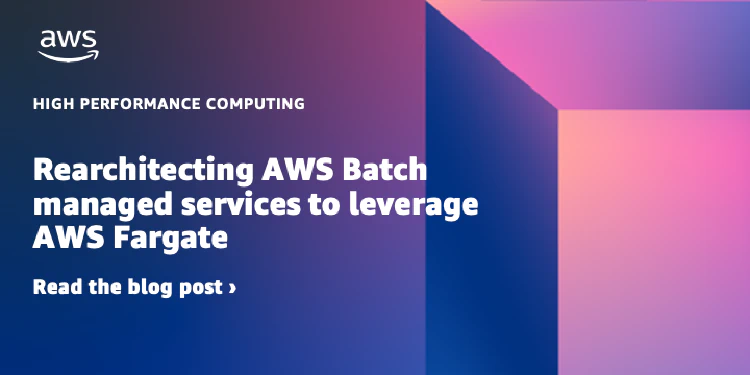 aws
HIGH PERFORMANCE COMPUTING
Rearchitecting AWS Batch
managed services to leverage
AWS Fargate
Read the blog post ›